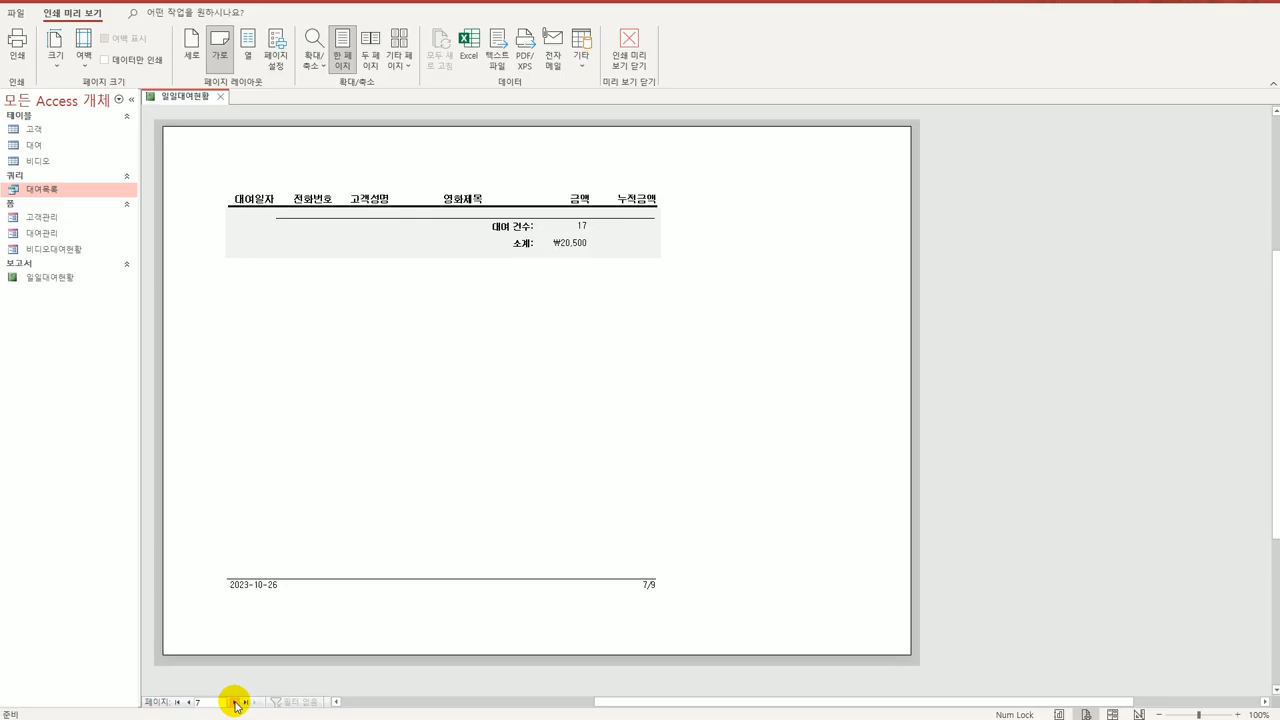 파일 인쇄 미리 보기 어떤 작업을 원하시나요?
인쇄 크기 여백 여백 표시 데이터만 인쇄 세로 가로 열 페이지 설정 확대/축소 한 페이지 두 페이지 기타 페이지 모두 새로 고침 Excel 텍스트 파일 PDF/XPS 전자 메일 기타 인쇄 미리 보기 닫기
인쇄 페이지 크기 페이지 레이아웃 확대/축소 데이터 미리 보기 닫기
모든 Access 개체
테이블
고객
대여
비디오
쿼리
대여목록
폼
고객관리
대여관리
비디오대여현황
보고서
일일대여현황
일일대여현황
대여일자 전화번호 고객성명 영화제목 금액 누적금액
대여 건수: 17
소계: ₩20,500
2023-10-26 7/9
페이지: 7 필터 없음
준비 Num Lock 100%